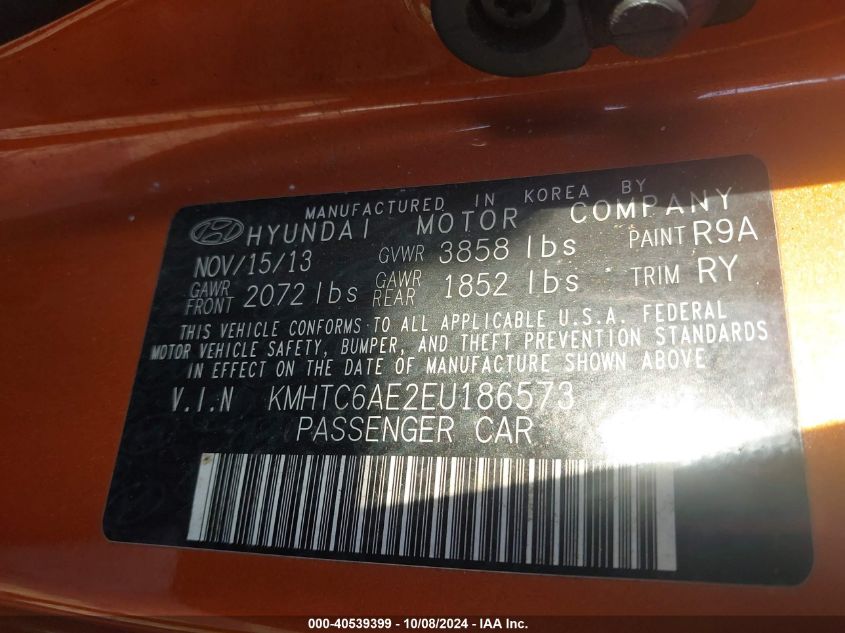 MANUFACTURED IN KOREA BY
HYUNDAI MOTOR COMPANY
NOV/15/13 GVWR 3858 lbs PAINT R9A
GAWR FRONT 2072 lbs GAWR REAR 1852 lbs TRIM RY
THIS VEHICLE CONFORMS TO ALL APPLICABLE U.S.A. FEDERAL
MOTOR VEHICLE SAFETY, BUMPER, AND THEFT PREVENTION STANDARDS
IN EFFECT ON THE DATE OF MANUFACTURE SHOWN ABOVE
V.I.N KMHTC6AE2EU186573
PASSENGER CAR
000-40539399 - 10/08/2024 - IAA Inc.